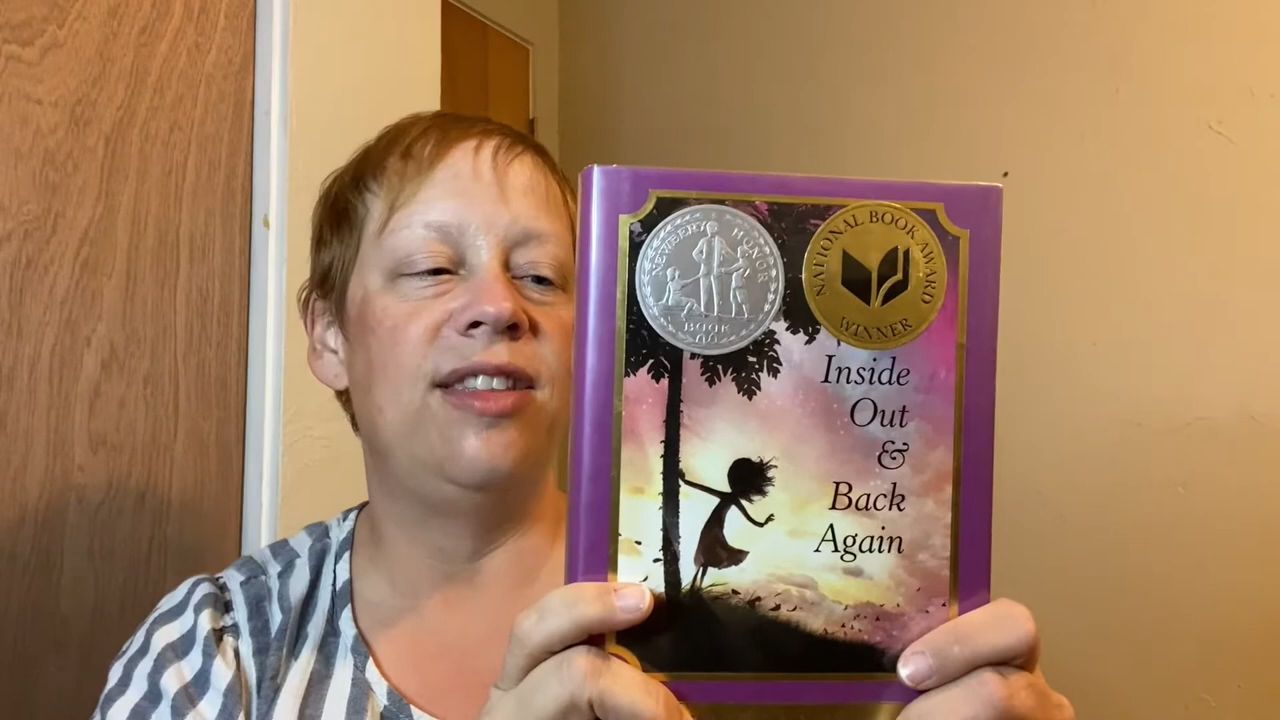 NEWBERY HONOR
BOOK
NATIONAL BOOK AWARD
WINNER
Inside
Out
&
Back
Again